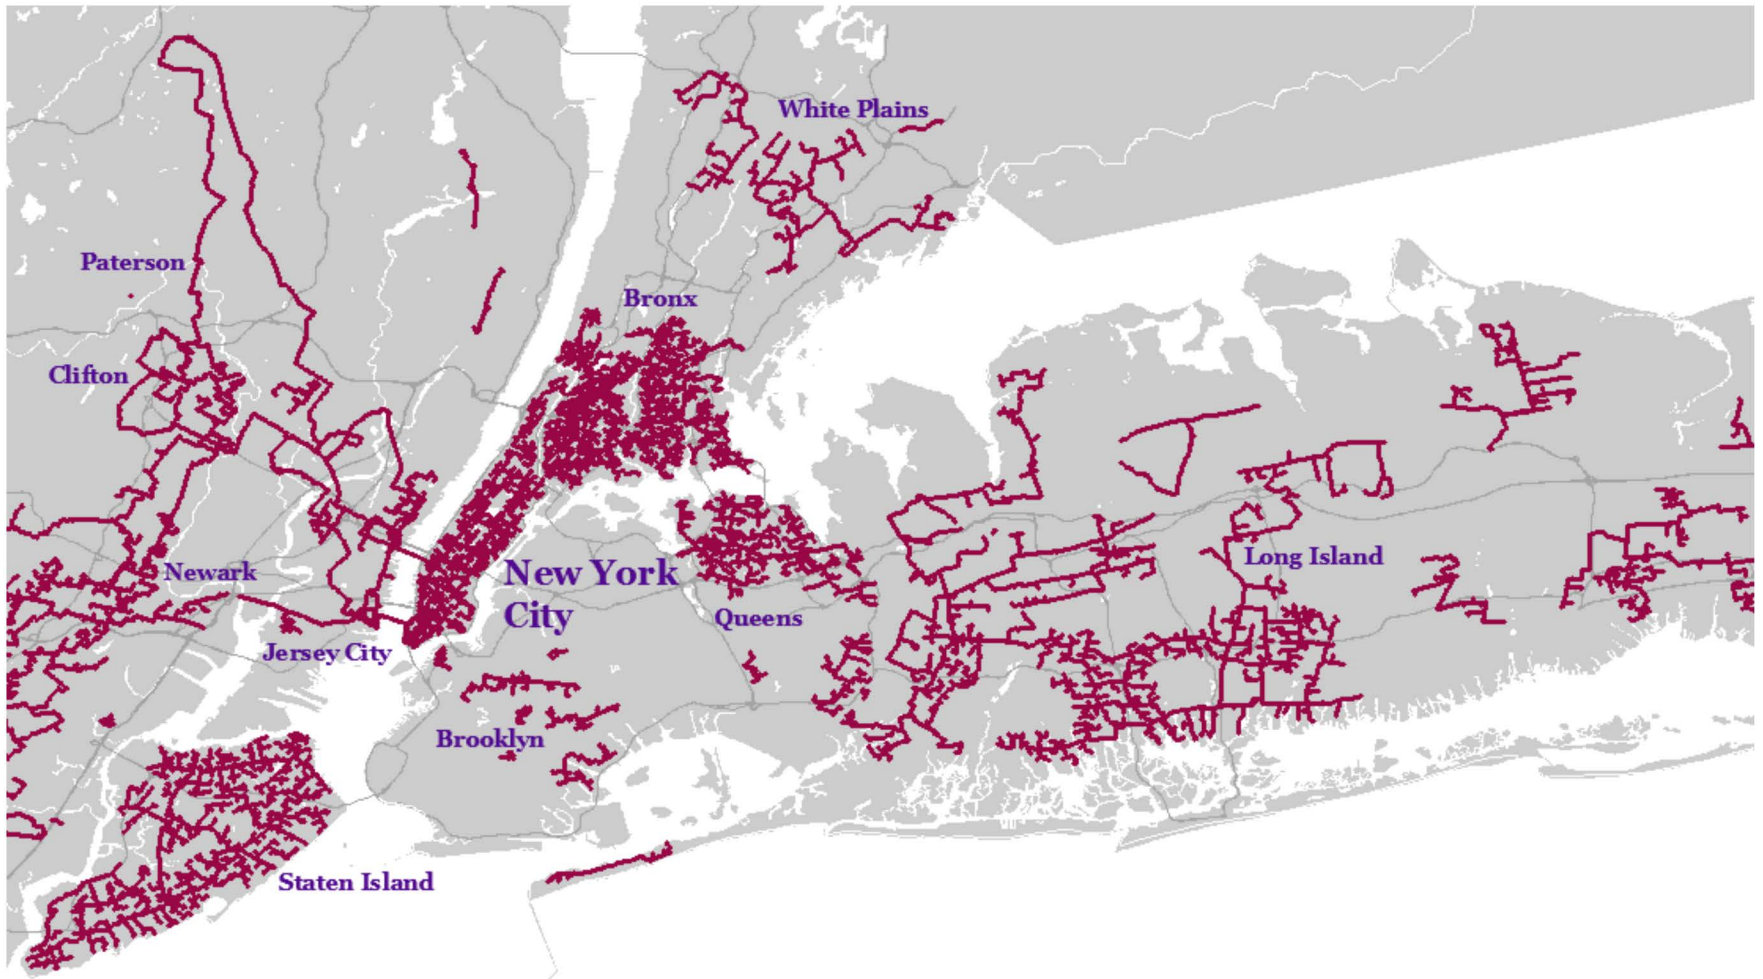 White Plains
Paterson
Bronx
Clifton
Long Island
Newark
New York
City
Queens
Jersey City
Brooklyn
Staten Island